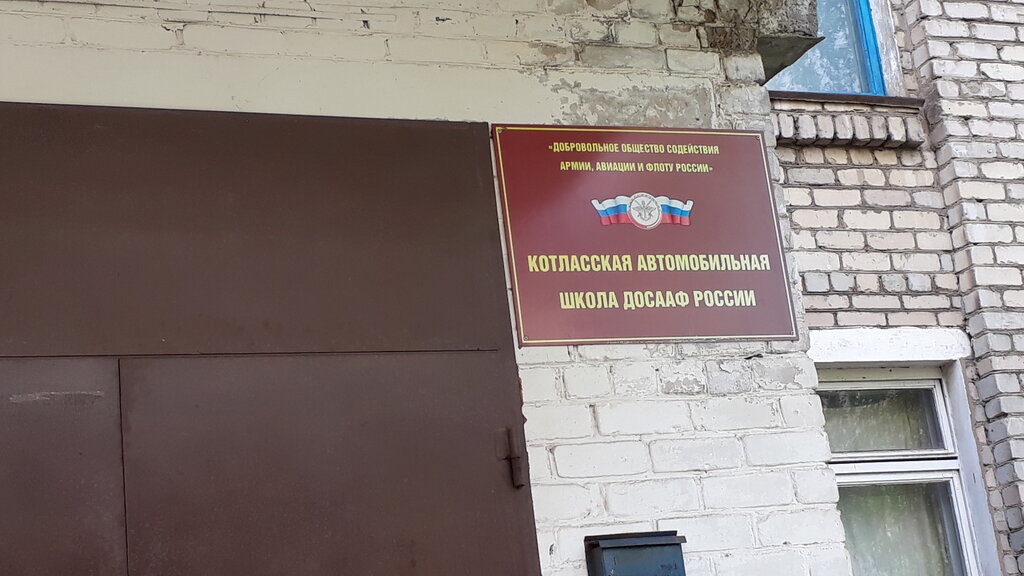 «ДОБРОВОЛЬНОЕ ОБЩЕСТВО СОДЕЙСТВИЯ
АРМИИ, АВИАЦИИ И ФЛОТУ РОССИИ»
КОТЛАССКАЯ АВТОМОБИЛЬНАЯ
ШКОЛА ДОСААФ РОССИИ